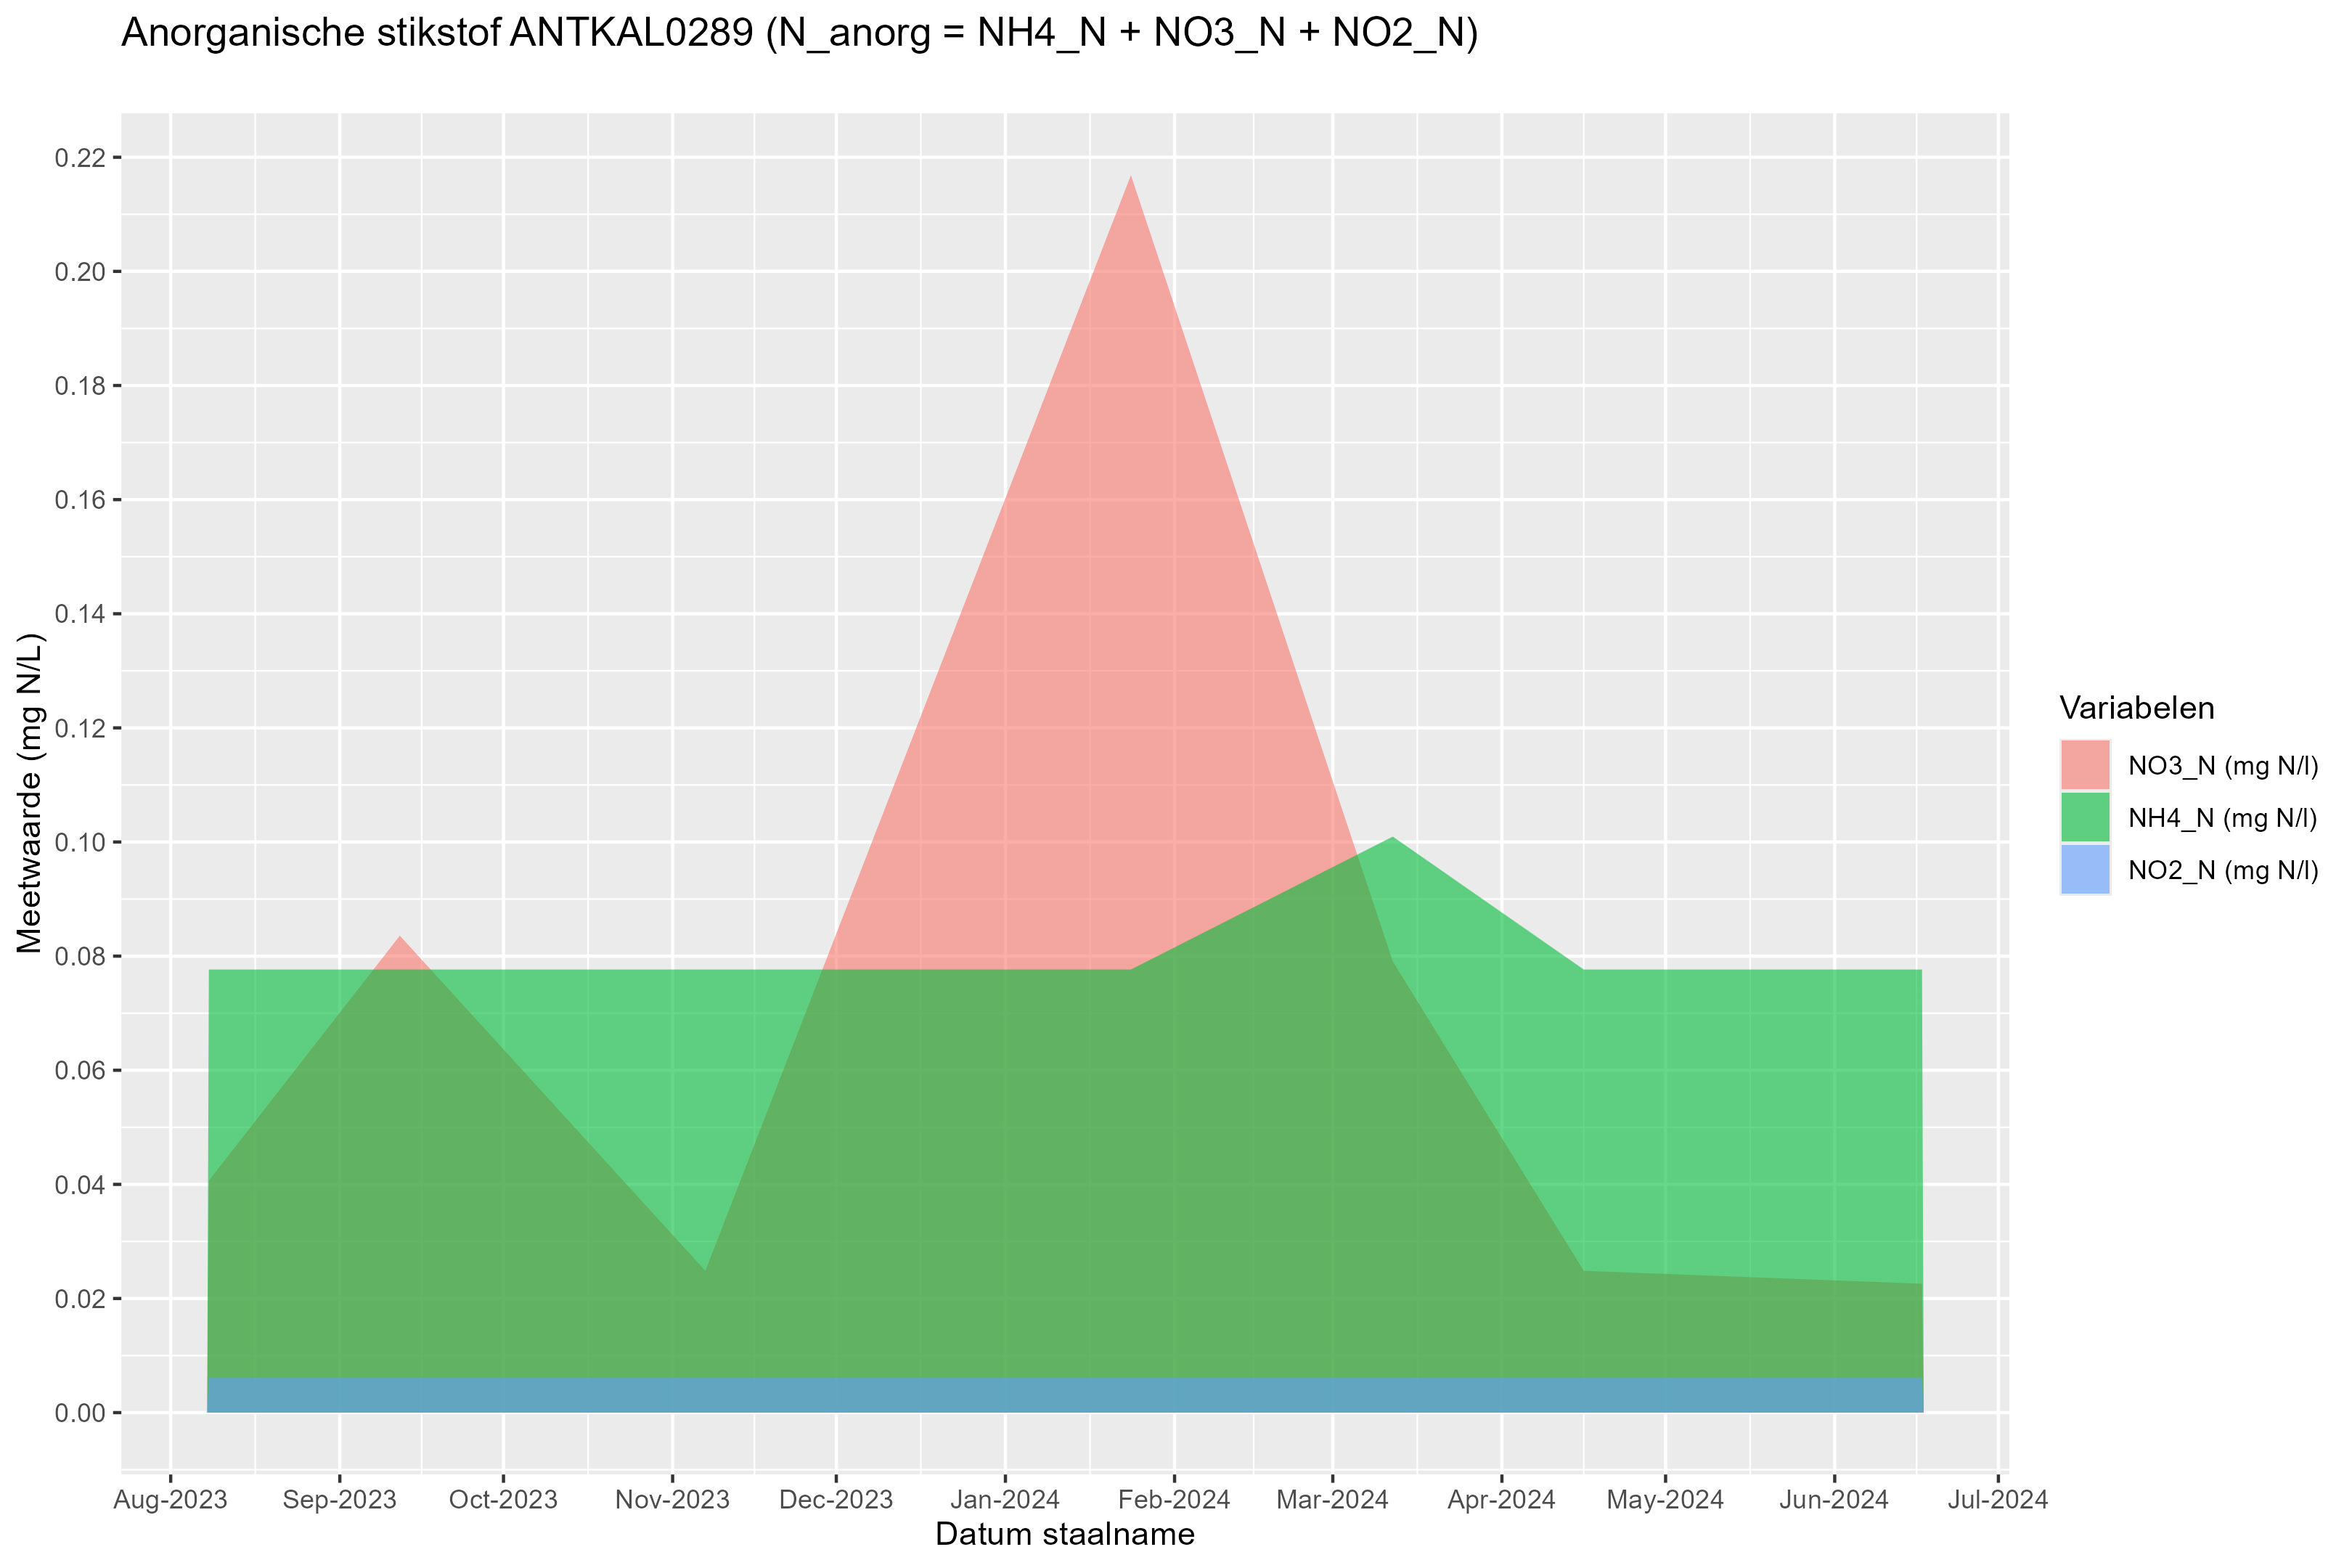 Anorganische stikstof ANTKAL0289 (N_anorg = NH4_N + NO3_N + NO2_N)
Meetwaarde (mg N/L)
0.22
0.20
0.18
0.16
0.14
0.12
0.10
0.08
0.06
0.04
0.02
0.00
Aug-2023 Sep-2023 Oct-2023 Nov-2023 Dec-2023 Jan-2024 Feb-2024 Mar-2024 Apr-2024 May-2024 Jun-2024 Jul-2024
Datum staalname
Variabelen
NO3_N (mg N/l)
NH4_N (mg N/l)
NO2_N (mg N/l)